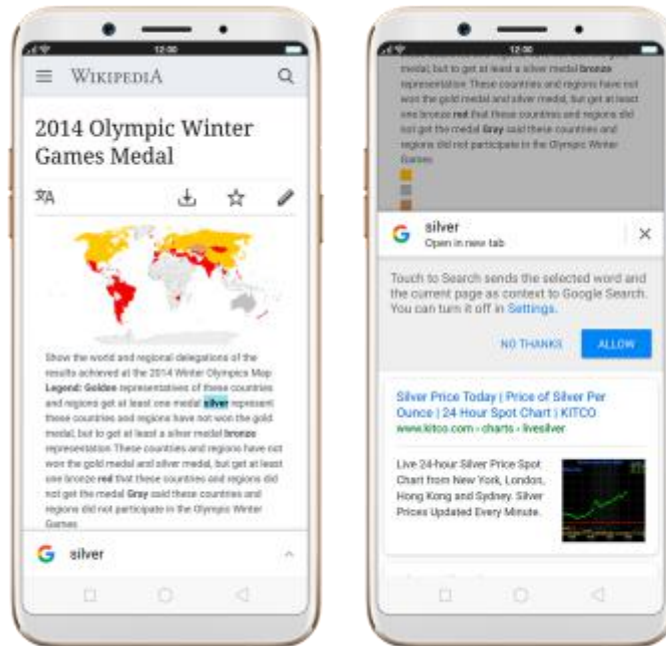 12:00
WIKIPEDIA
2014 Olympic Winter
Games Medal
Show the world and regional delegations of the
results achieved at the 2014 Winter Olympics Map
Legend: Golden representatives of these countries
and regions get at least one medal silver represent
these countries and regions have not won the gold
medal, but to get at least a silver medal bronze
representation These countries and regions have not
won the gold medal and silver medal, but get at least
one bronze red that these countries and regions did
not get the medal Gray said these countries and
regions did not participate in the Olympic Winter
Games
silver
12:00
medal, but to get at least a silver medal bronze
representation These countries and regions have not
won the gold medal and silver medal, but get at least
one bronze red that these countries and regions did
not get the medal Gray said these countries and
regions did not participate in the Olympic Winter
Games
silver
Open in new tab
Touch to Search sends the selected word and
the current page as context to Google Search.
You can turn it off in Settings.
NO THANKS
ALLOW
Silver Price Today | Price of Silver Per
Ounce | 24 Hour Spot Chart | KITCO
www.kitco.com › charts › livesilver
Live 24-hour Silver Price Spot
Chart from New York, London,
Hong Kong and Sydney. Silver
Prices Updated Every Minute.